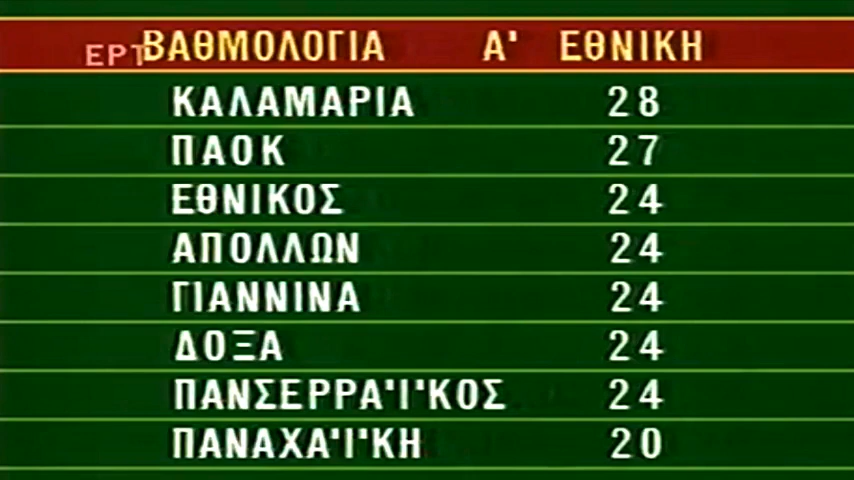 ΕΡΤ ΒΑΘΜΟΛΟΓΙΑ Α' ΕΘΝΙΚΗ
ΚΑΛΑΜΑΡΙΑ 28
ΠΑΟΚ 27
ΕΘΝΙΚΟΣ 24
ΑΠΟΛΛΩΝ 24
ΓΙΑΝΝΙΝΑ 24
ΔΟΞΑ 24
ΠΑΝΣΕΡΡΑ'Ι'ΚΟΣ 24
ΠΑΝΑΧΑ'Ι'ΚΗ 20